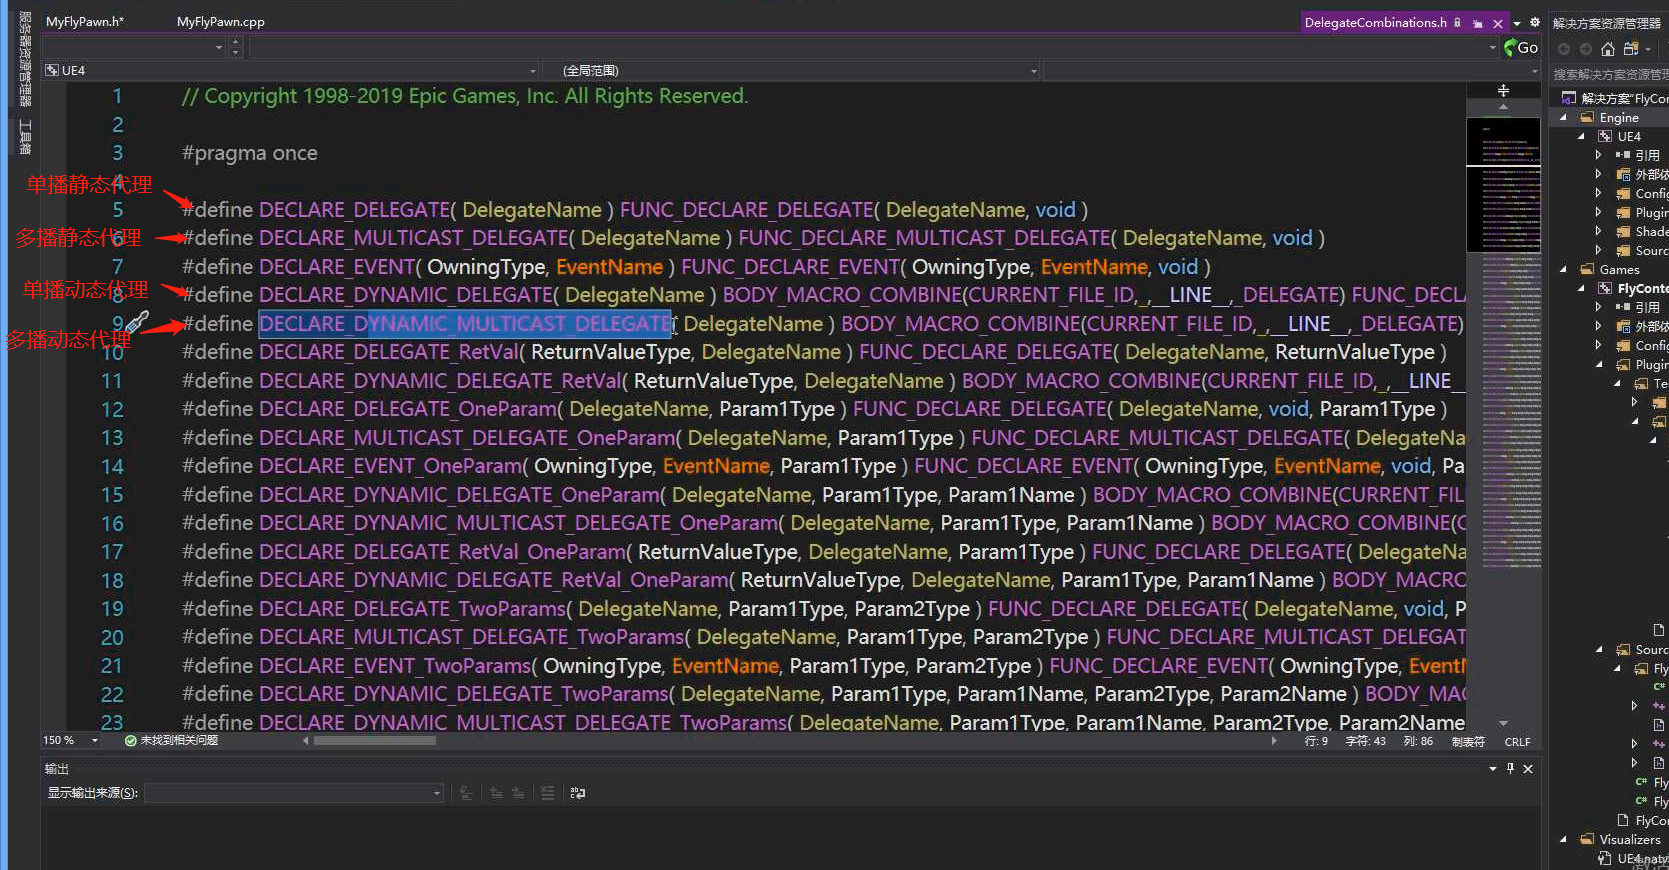 MyFlyPawn.h*
MyFlyPawn.cpp
DelegateCombinations.h
解决方案资源管理器
服务器资源管理器
工具箱
Go
搜索解决方案资源管理
UE4
(全局范围)
1 // Copyright 1998-2019 Epic Games, Inc. All Rights Reserved.
2
3 #pragma once
4
单播静态代理
5 #define DECLARE_DELEGATE( DelegateName ) FUNC_DECLARE_DELEGATE( DelegateName, void )
多播静态代理
6 #define DECLARE_MULTICAST_DELEGATE( DelegateName ) FUNC_DECLARE_MULTICAST_DELEGATE( DelegateName, void )
7 #define DECLARE_EVENT( OwningType, EventName ) FUNC_DECLARE_EVENT( OwningType, EventName, void )
单播动态代理
8 #define DECLARE_DYNAMIC_DELEGATE( DelegateName ) BODY_MACRO_COMBINE(CURRENT_FILE_ID,_,__LINE__,_DELEGATE) FUNC_DECLA
多播动态代理
9 #define DECLARE_DYNAMIC_MULTICAST_DELEGATE( DelegateName ) BODY_MACRO_COMBINE(CURRENT_FILE_ID,_,__LINE__,_DELEGATE)
10 #define DECLARE_DELEGATE_RetVal( ReturnValueType, DelegateName ) FUNC_DECLARE_DELEGATE( DelegateName, ReturnValueType )
11 #define DECLARE_DYNAMIC_DELEGATE_RetVal( ReturnValueType, DelegateName ) BODY_MACRO_COMBINE(CURRENT_FILE_ID,_,__LINE__
12 #define DECLARE_DELEGATE_OneParam( DelegateName, Param1Type ) FUNC_DECLARE_DELEGATE( DelegateName, void, Param1Type )
13 #define DECLARE_MULTICAST_DELEGATE_OneParam( DelegateName, Param1Type ) FUNC_DECLARE_MULTICAST_DELEGATE( DelegateNa
14 #define DECLARE_EVENT_OneParam( OwningType, EventName, Param1Type ) FUNC_DECLARE_EVENT( OwningType, EventName, void, Pa
15 #define DECLARE_DYNAMIC_DELEGATE_OneParam( DelegateName, Param1Type, Param1Name ) BODY_MACRO_COMBINE(CURRENT_FIL
16 #define DECLARE_DYNAMIC_MULTICAST_DELEGATE_OneParam( DelegateName, Param1Type, Param1Name ) BODY_MACRO_COMBINE(C
17 #define DECLARE_DELEGATE_RetVal_OneParam( ReturnValueType, DelegateName, Param1Type ) FUNC_DECLARE_DELEGATE( DelegateNa
18 #define DECLARE_DYNAMIC_DELEGATE_RetVal_OneParam( ReturnValueType, DelegateName, Param1Type, Param1Name ) BODY_MACRO
19 #define DECLARE_DELEGATE_TwoParams( DelegateName, Param1Type, Param2Type ) FUNC_DECLARE_DELEGATE( DelegateName, void, P
20 #define DECLARE_MULTICAST_DELEGATE_TwoParams( DelegateName, Param1Type, Param2Type ) FUNC_DECLARE_MULTICAST_DELEGAT
21 #define DECLARE_EVENT_TwoParams( OwningType, EventName, Param1Type, Param2Type ) FUNC_DECLARE_EVENT( OwningType, EventN
22 #define DECLARE_DYNAMIC_DELEGATE_TwoParams( DelegateName, Param1Type, Param1Name, Param2Type, Param2Name ) BODY_MAC
23 #define DECLARE_DYNAMIC_MULTICAST_DELEGATE_TwoParams( DelegateName, Param1Type, Param1Name, Param2Type, Param2Name
150 %
未找到相关问题
行: 9
字符: 43
列: 86
制表符
CRLF
输出
显示输出来源(S):
解决方案"FlyCon
Engine
UE4
引用
外部依
Config
Plugin
Shade
Sourc
Games
FlyConte
引用
外部依
Config
Plugin
Te
Sourc
Fly
Fly
Fly
FlyCon
Visualizers
UE4.natvi